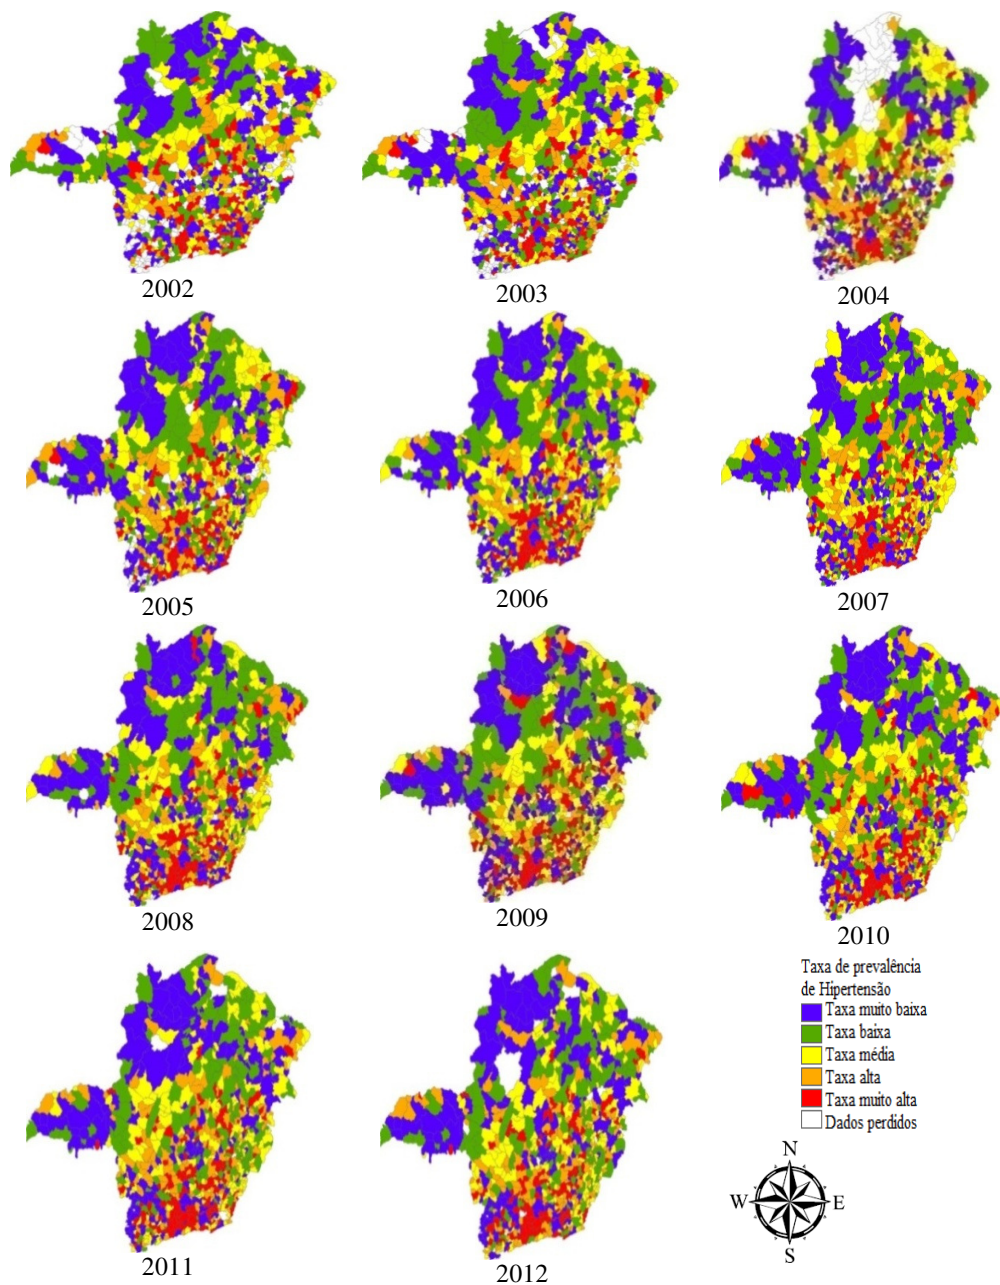 2002
2003
2004
2005
2006
2007
2008
2009
2010
Taxa de prevalência
de Hipertensão
Taxa muito baixa
Taxa baixa
Taxa média
Taxa alta
Taxa muito alta
Dados perdidos
N
W
E
S
2011
2012